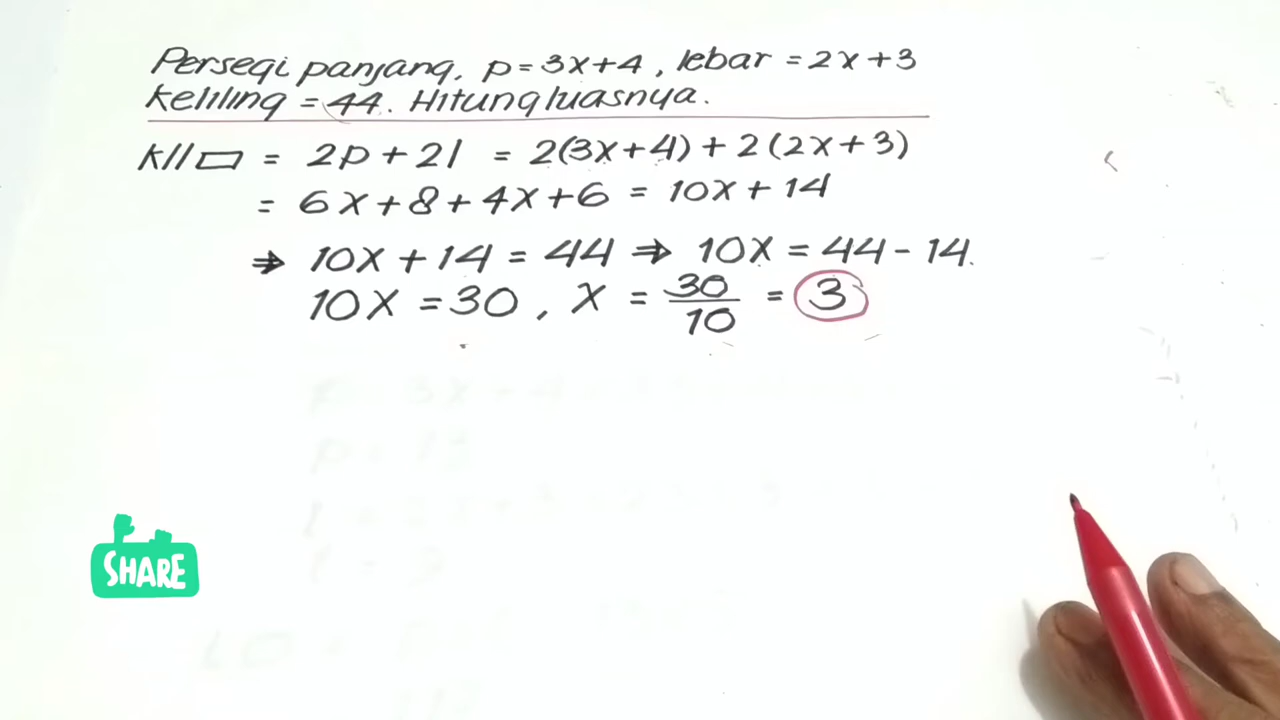 Persegi panjang, p = 3x + 4, lebar = 2x + 3
Keliling = 44. Hitung luasnya.
Kll ▭ = 2p + 2l = 2(3x + 4) + 2(2x + 3)
= 6x + 8 + 4x + 6 = 10x + 14
⇒ 10x + 14 = 44 ⇒ 10x = 44 - 14.
10x = 30, x = 30/10 = 3
SHARE